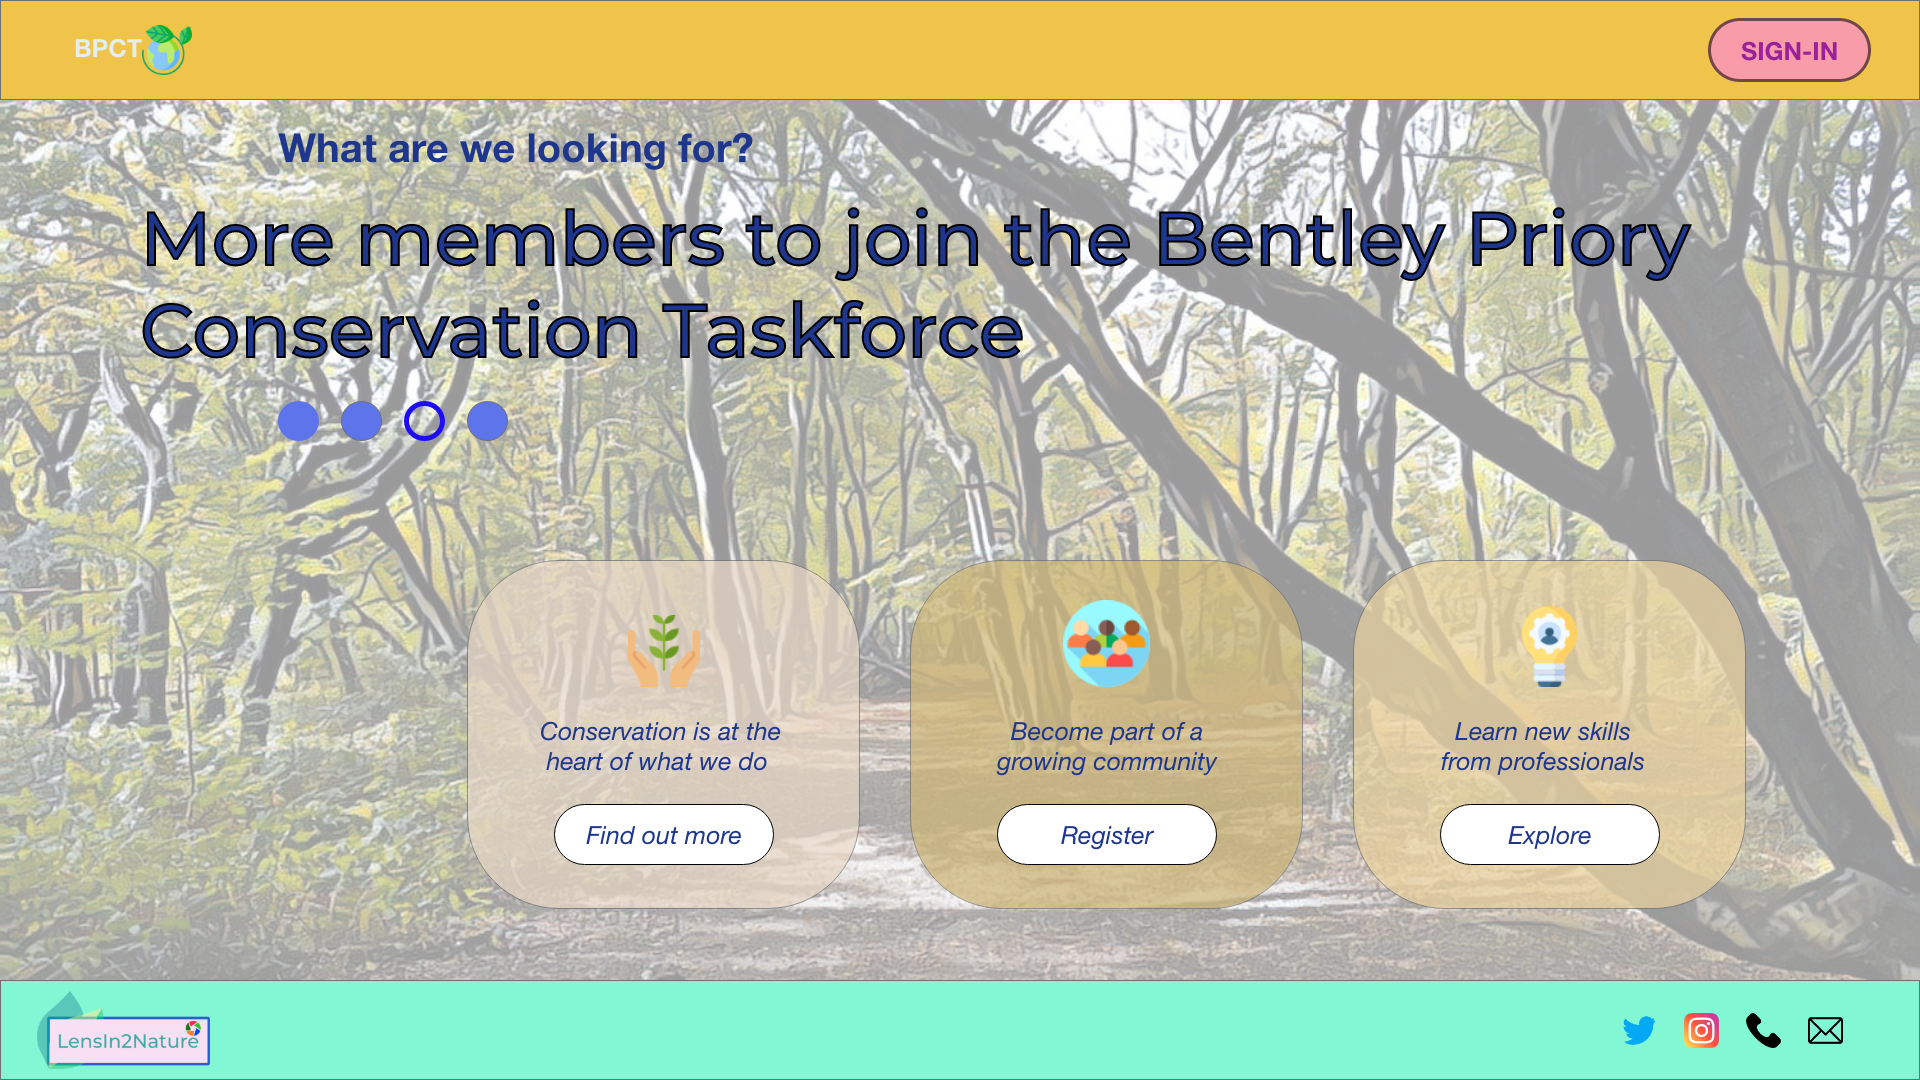 BPCT
SIGN-IN
What are we looking for?
More members to join the Bentley Priory
Conservation Taskforce
Conservation is at the
heart of what we do
Find out more
Become part of a
growing community
Register
Learn new skills
from professionals
Explore
LensIn2Nature